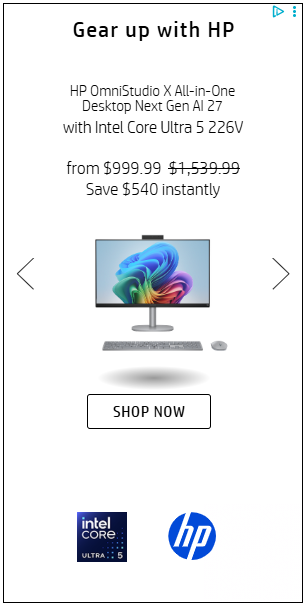 Gear up with HP
HP OmniStudio X All-in-One
Desktop Next Gen AI 27
with Intel Core Ultra 5 226V
from $999.99 $1,539.99
Save $540 instantly
SHOP NOW
intel
CORE
ULTRA 5
hp